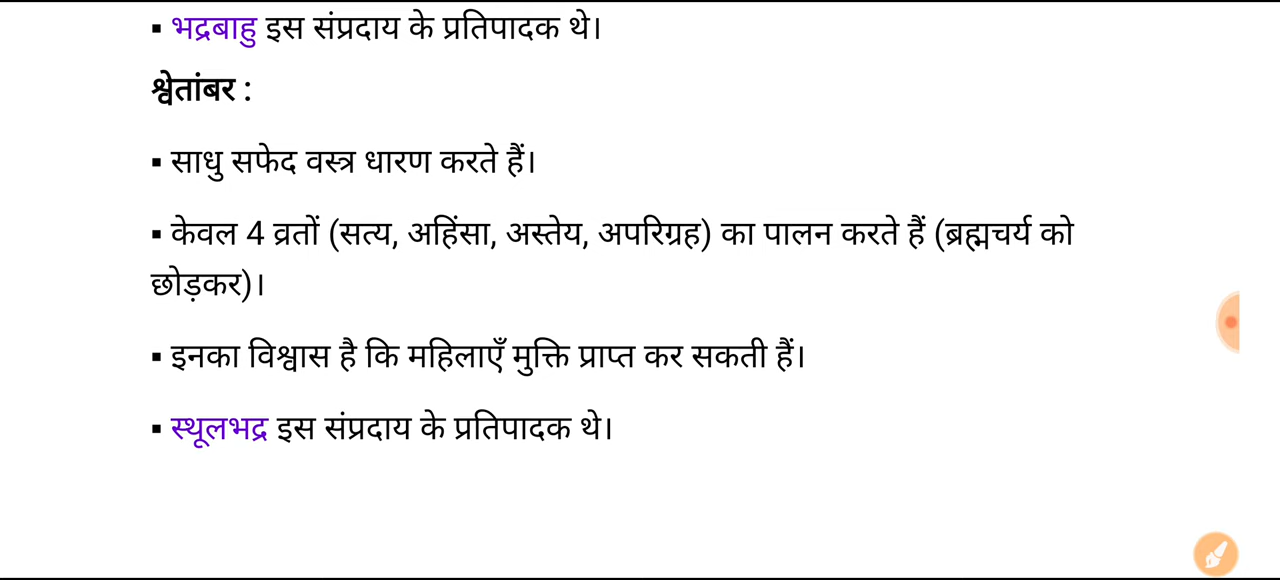 ▪ भद्रबाहु इस संप्रदाय के प्रतिपादक थे।
श्वेतांबर :
▪ साधु सफेद वस्त्र धारण करते हैं।
▪ केवल 4 व्रतों (सत्य, अहिंसा, अस्तेय, अपरिग्रह) का पालन करते हैं (ब्रह्मचर्य को
छोड़कर)।
▪ इनका विश्वास है कि महिलाएँ मुक्ति प्राप्त कर सकती हैं।
▪ स्थूलभद्र इस संप्रदाय के प्रतिपादक थे।